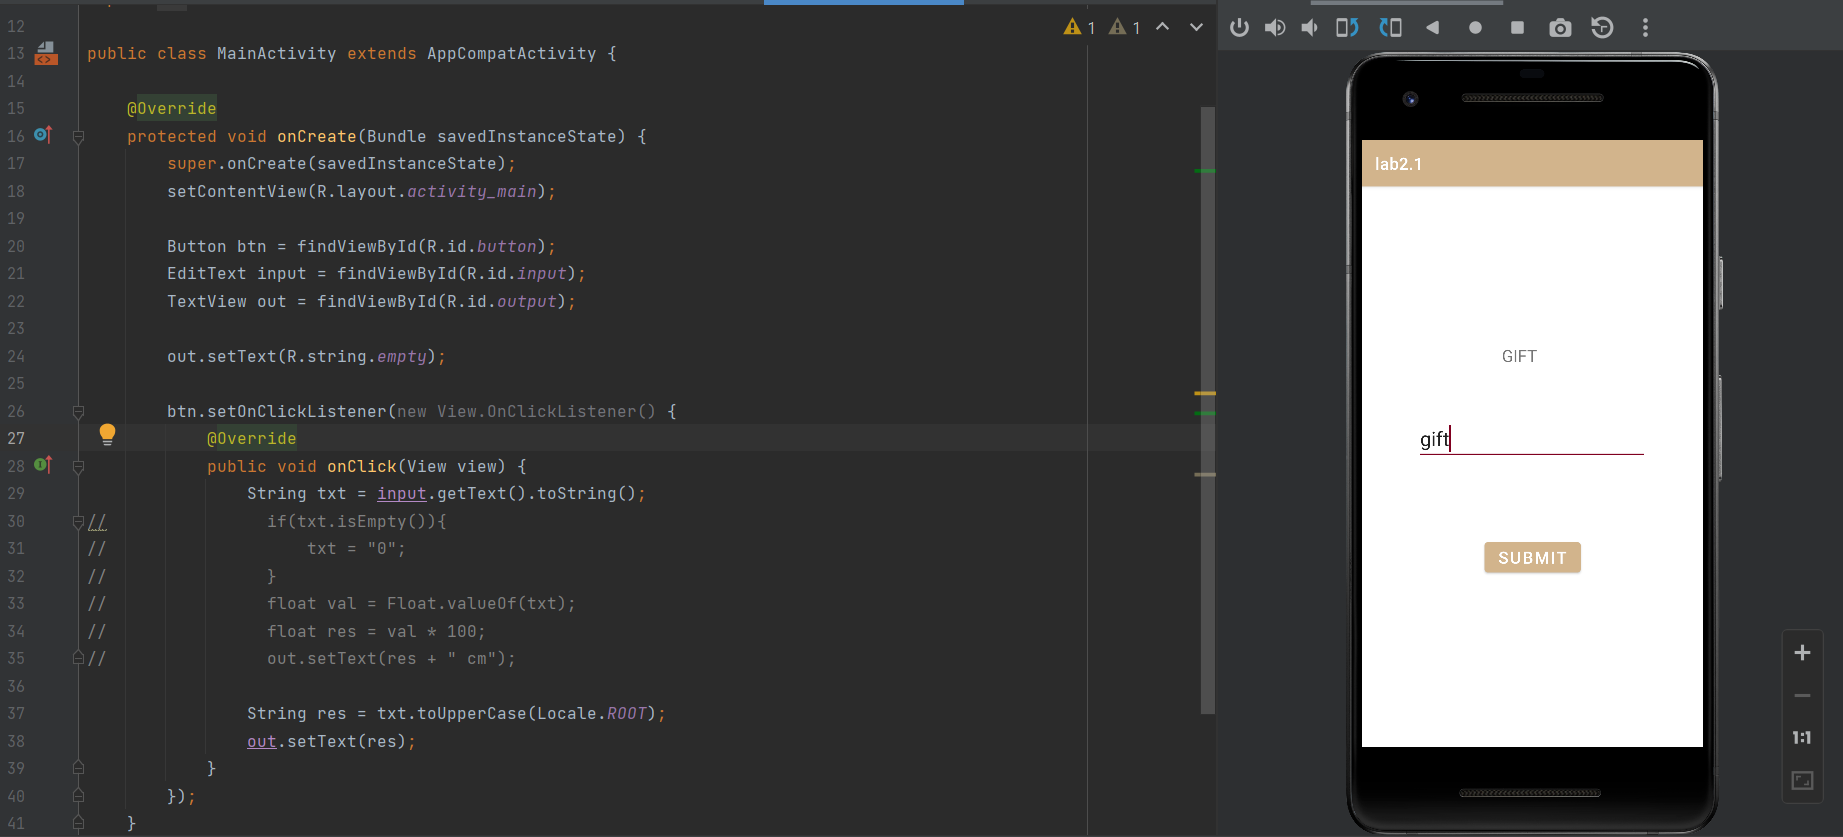 1 1
12
13 public class MainActivity extends AppCompatActivity {
14
15 @Override
16 protected void onCreate(Bundle savedInstanceState) {
17 super.onCreate(savedInstanceState);
18 setContentView(R.layout.activity_main);
19
20 Button btn = findViewById(R.id.button);
21 EditText input = findViewById(R.id.input);
22 TextView out = findViewById(R.id.output);
23
24 out.setText(R.string.empty);
25
26 btn.setOnClickListener(new View.OnClickListener() {
27 @Override
28 public void onClick(View view) {
29 String txt = input.getText().toString();
30 // if(txt.isEmpty()){
31 // txt = "0";
32 // }
33 // float val = Float.valueOf(txt);
34 // float res = val * 100;
35 // out.setText(res + " cm");
36
37 String res = txt.toUpperCase(Locale.ROOT);
38 out.setText(res);
39 }
40 });
41 }
lab2.1
GIFT
gift
SUBMIT
1:1